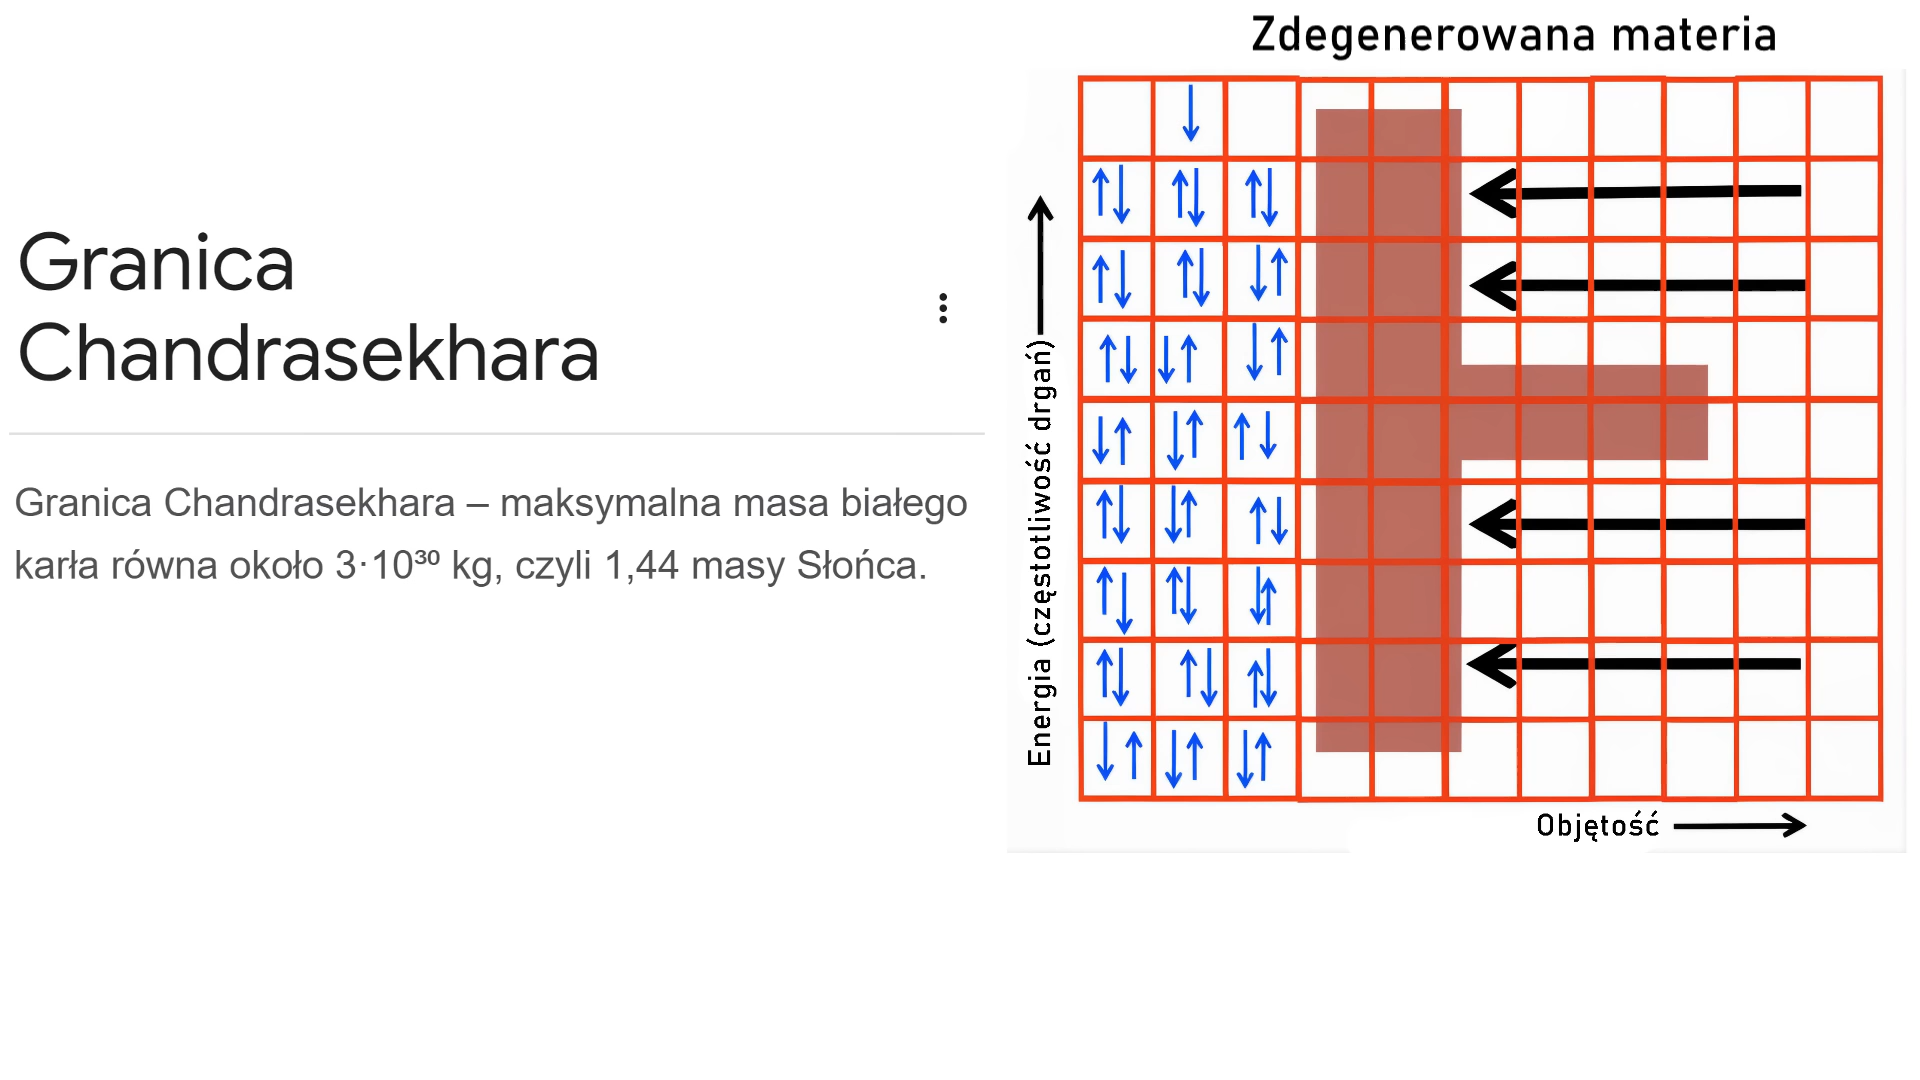 Granica
Chandrasekhara
Granica Chandrasekhara – maksymalna masa białego
karła równa około 3·10³⁰ kg, czyli 1,44 masy Słońca.
Zdegenerowana materia
Energia (częstotliwość drgań)
Objętość